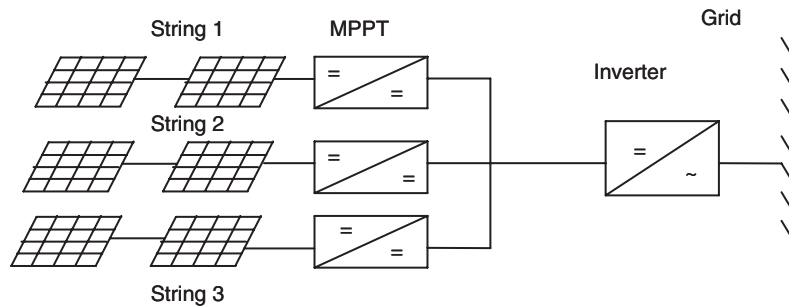 Grid
String 1
MPPT
Inverter
=
=
String 2
=
=
=
~
=
=
String 3